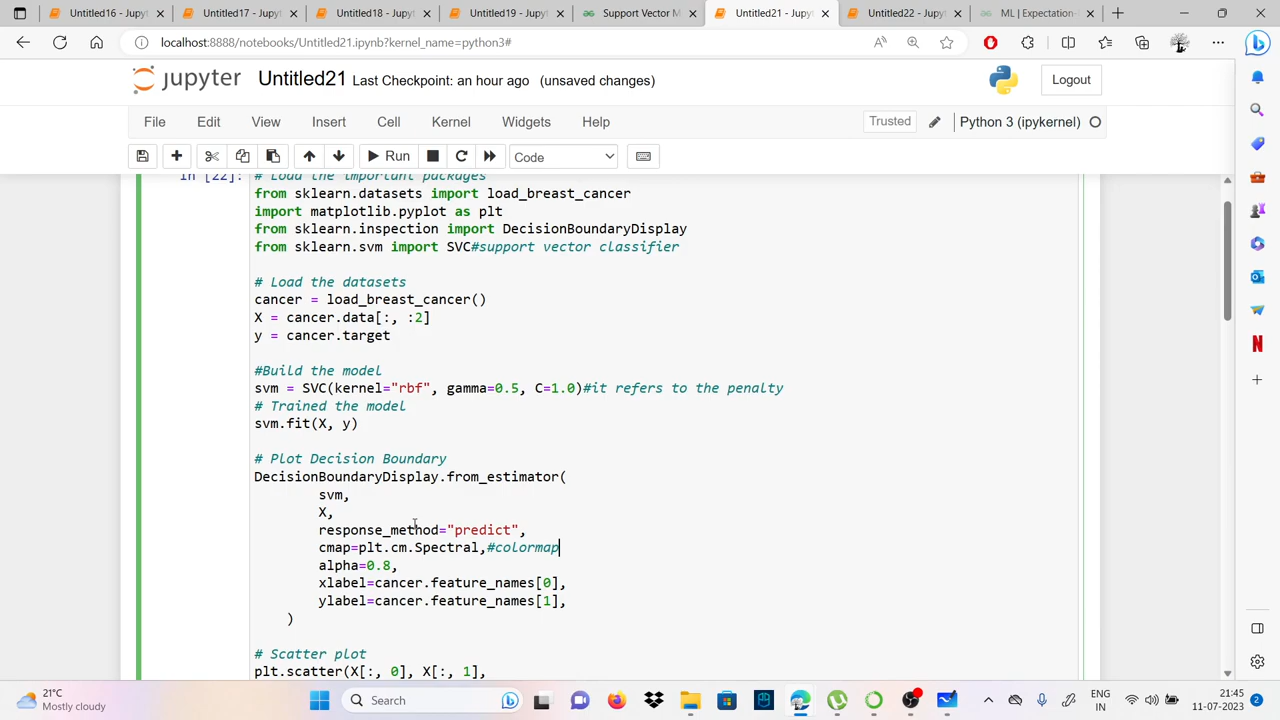 Untitled16 - Jupyte
Untitled17 - Jupyte
Untitled18 - Jupyte
Untitled19 - Jupyte
Support Vector M
Untitled21 - Jupyte
Untitled22 - Jupyte
ML | Expectation-
localhost:8888/notebooks/Untitled21.ipynb?kernel_name=python3#
jupyter Untitled21 Last Checkpoint: an hour ago (unsaved changes)
Logout
File Edit View Insert Cell Kernel Widgets Help
Trusted
Python 3 (ipykernel)
Run
Code
In [22]: # Load the important packages
from sklearn.datasets import load_breast_cancer
import matplotlib.pyplot as plt
from sklearn.inspection import DecisionBoundaryDisplay
from sklearn.svm import SVC#support vector classifier
# Load the datasets
cancer = load_breast_cancer()
X = cancer.data[:, :2]
y = cancer.target
#Build the model
svm = SVC(kernel="rbf", gamma=0.5, C=1.0)#it refers to the penalty
# Trained the model
svm.fit(X, y)
# Plot Decision Boundary
DecisionBoundaryDisplay.from_estimator(
svm,
X,
response_method="predict",
cmap=plt.cm.Spectral,#colormap
alpha=0.8,
xlabel=cancer.feature_names[0],
ylabel=cancer.feature_names[1],
)
# Scatter plot
plt.scatter(X[:, 0], X[:, 1],
21°C
Mostly cloudy
Search
ENG
IN
21:45
11-07-2023
2